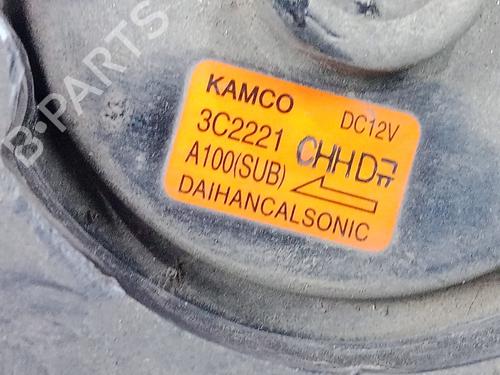 B-PARTS
KAMCO DC12V
3C2221 CHHD
A100(SUB)
DAIHANCALSONIC